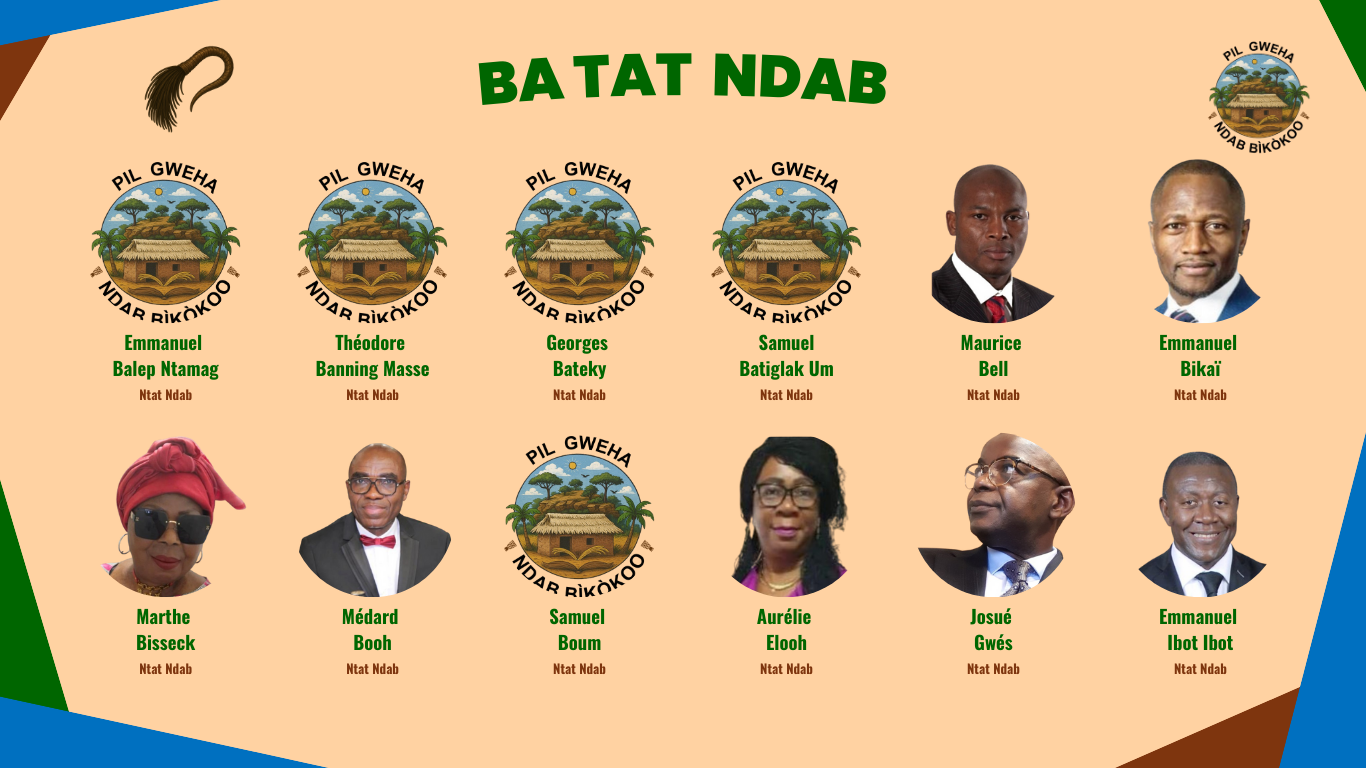 BA TAT NDAB
PIL GWEHA
NDAB BÌKÒKOO
PIL GWEHA
NDAB BÌKÒKOO
PIL GWEHA
NDAB BÌKÒKOO
PIL GWEHA
NDAB BÌKÒKOO
PIL GWEHA
NDAB BÌKÒKOO
Emmanuel
Balep Ntamag
Ntat Ndab
Théodore
Banning Masse
Ntat Ndab
Georges
Bateky
Ntat Ndab
Samuel
Batiglak Um
Ntat Ndab
Maurice
Bell
Ntat Ndab
Emmanuel
Bikaï
Ntat Ndab
Marthe
Bisseck
Ntat Ndab
Médard
Booh
Ntat Ndab
PIL GWEHA
NDAB BÌKÒKOO
Samuel
Boum
Ntat Ndab
Aurélie
Elooh
Ntat Ndab
Josué
Gwés
Ntat Ndab
Emmanuel
Ibot Ibot
Ntat Ndab